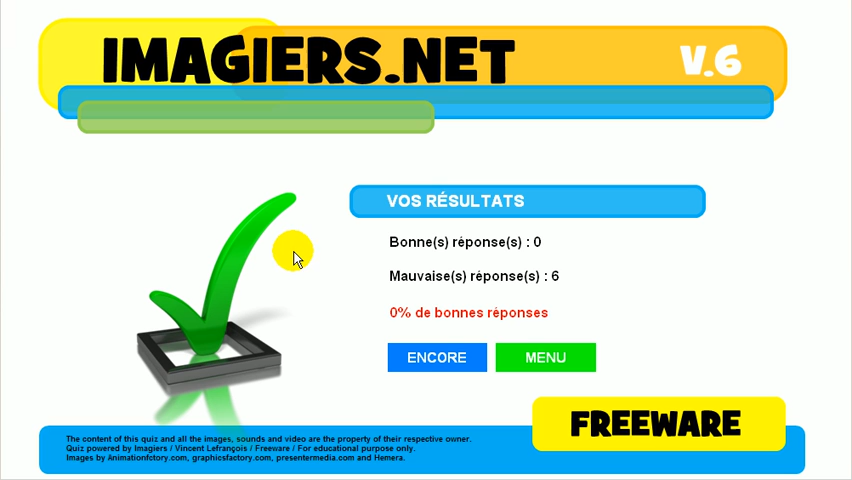 IMAGIERS.NET
V.6
VOS RÉSULTATS
Bonne(s) réponse(s) : 0
Mauvaise(s) réponse(s) : 6
0% de bonnes réponses
ENCORE
MENU
FREEWARE
The content of this quiz and all the images, sounds and video are the property of their respective owner.
Quiz powered by Imagiers / Vincent Lefrançois / Freeware / For educational purpose only.
Images by Animationfctory.com, graphicsfactory.com, presentermedia.com and Hemera.